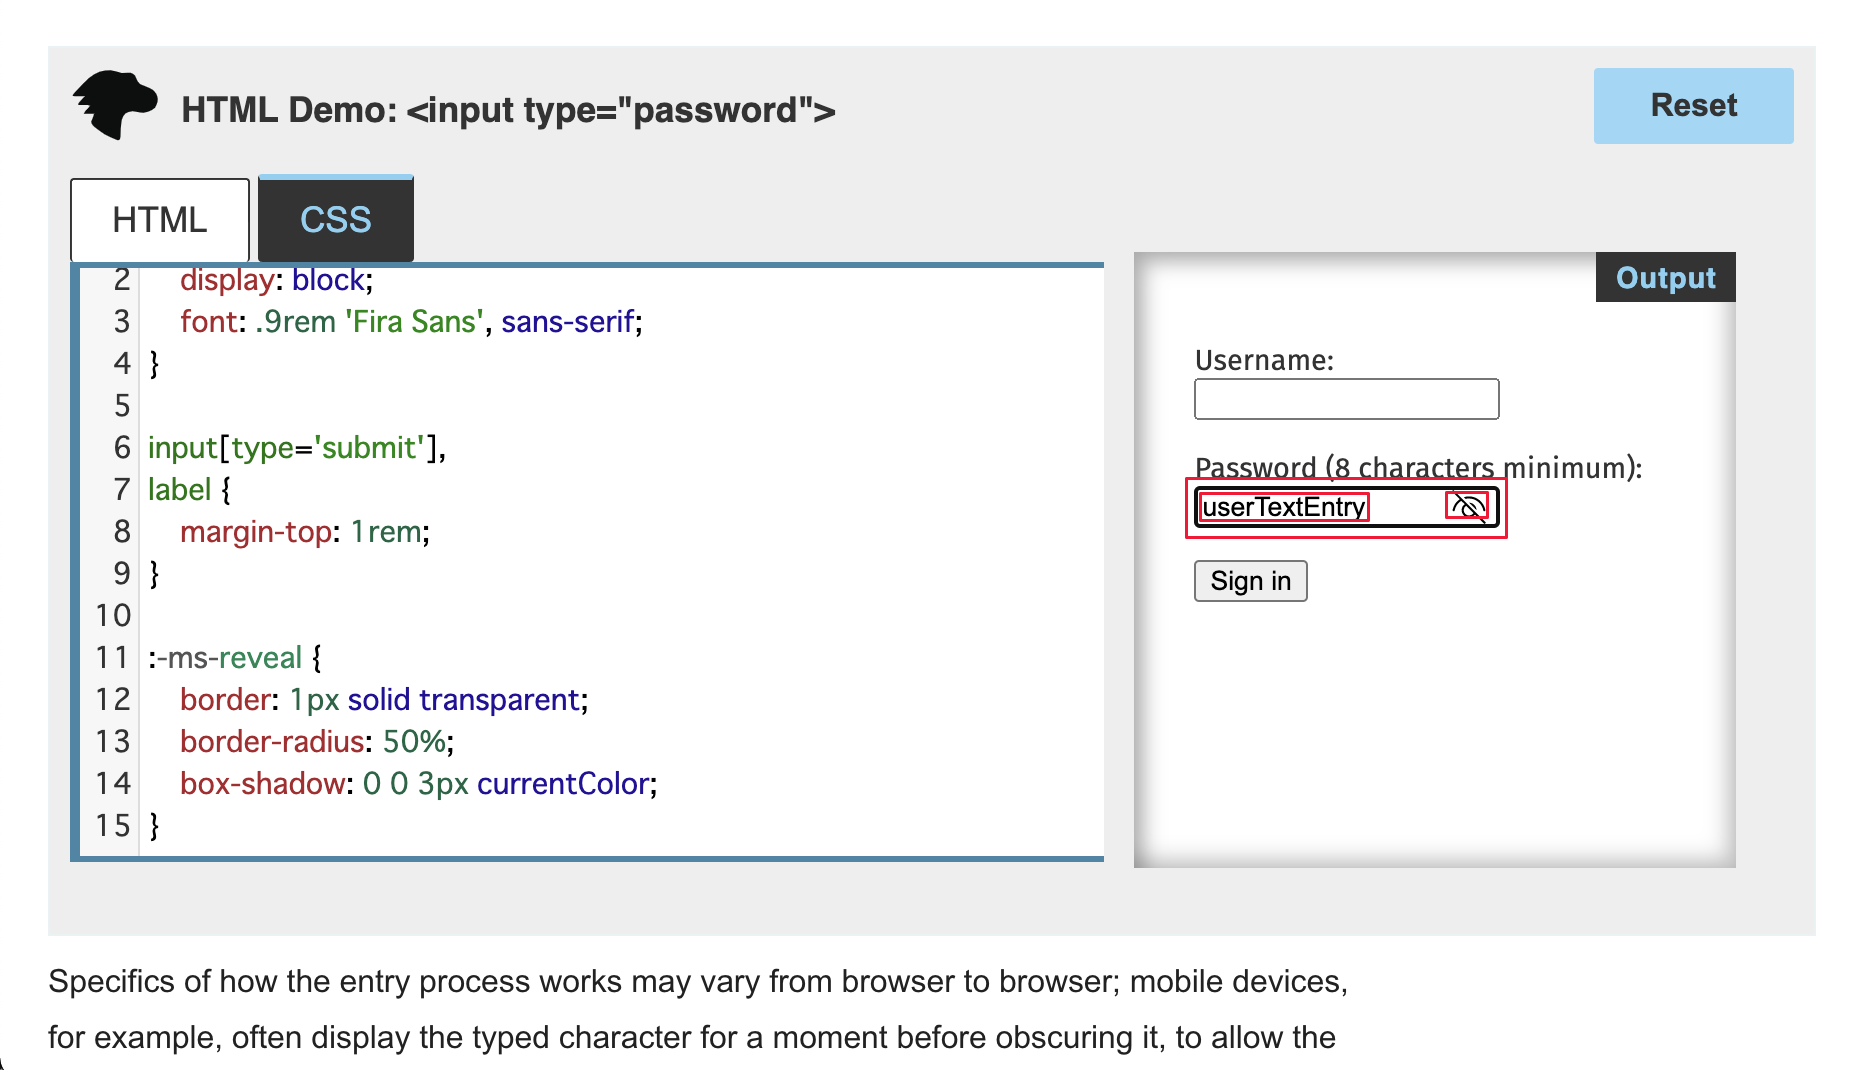 HTML Demo: <input type="password">
Reset
HTML
CSS
2 display: block;
3 font: .9rem 'Fira Sans', sans-serif;
4 }
5
6 input[type='submit'],
7 label {
8 margin-top: 1rem;
9 }
10
11 :-ms-reveal {
12 border: 1px solid transparent;
13 border-radius: 50%;
14 box-shadow: 0 0 3px currentColor;
15 }
Output
Username:
Password (8 characters minimum):
userTextEntry
Sign in
Specifics of how the entry process works may vary from browser to browser; mobile devices,
for example, often display the typed character for a moment before obscuring it, to allow the